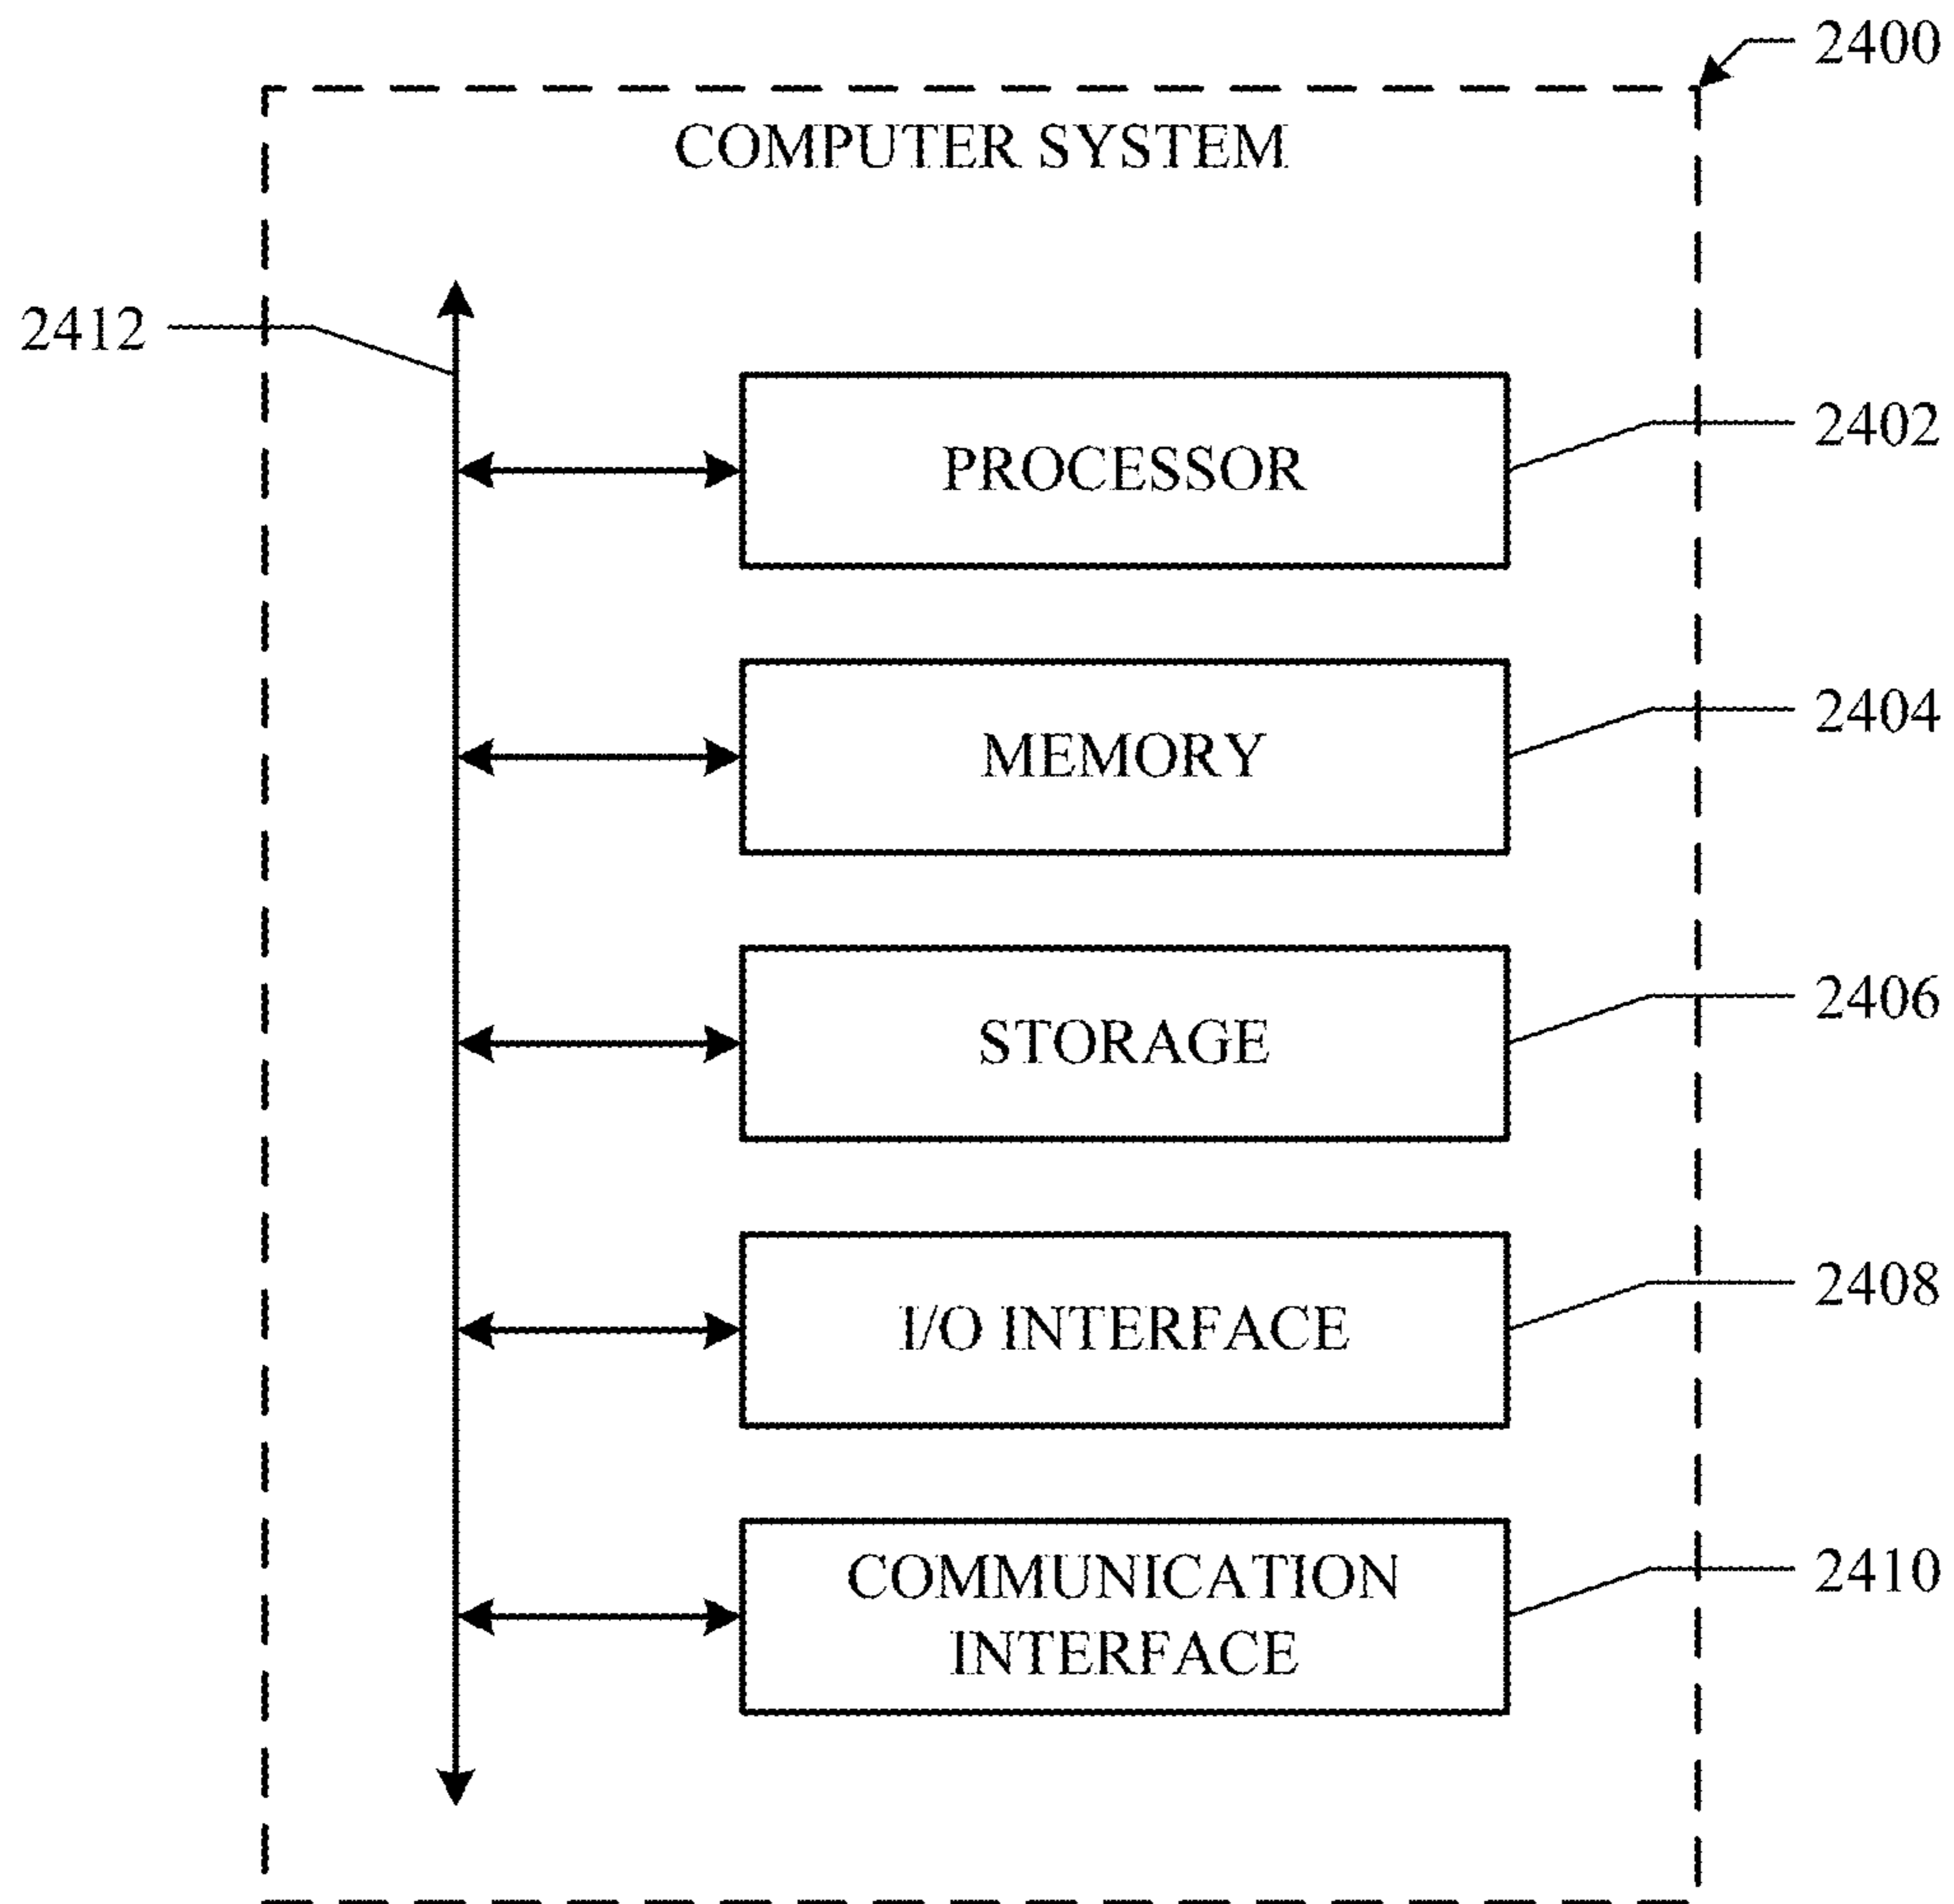 2400
COMPUTER SYSTEM
2412
2402
PROCESSOR
2404
MEMORY
2406
STORAGE
2408
I/O INTERFACE
2410
COMMUNICATION
INTERFACE